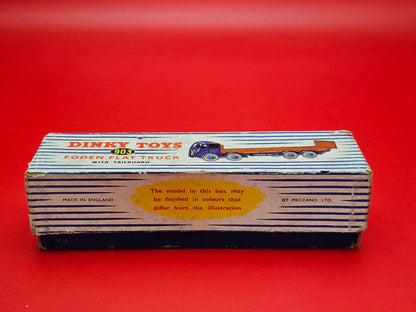 DINKY TOYS
903
FODEN FLAT TRUCK
WITH TAILBOARD
MADE IN ENGLAND
The model in this box may
be finished in colours that
differ from the illustration
BY MECCANO LTD.